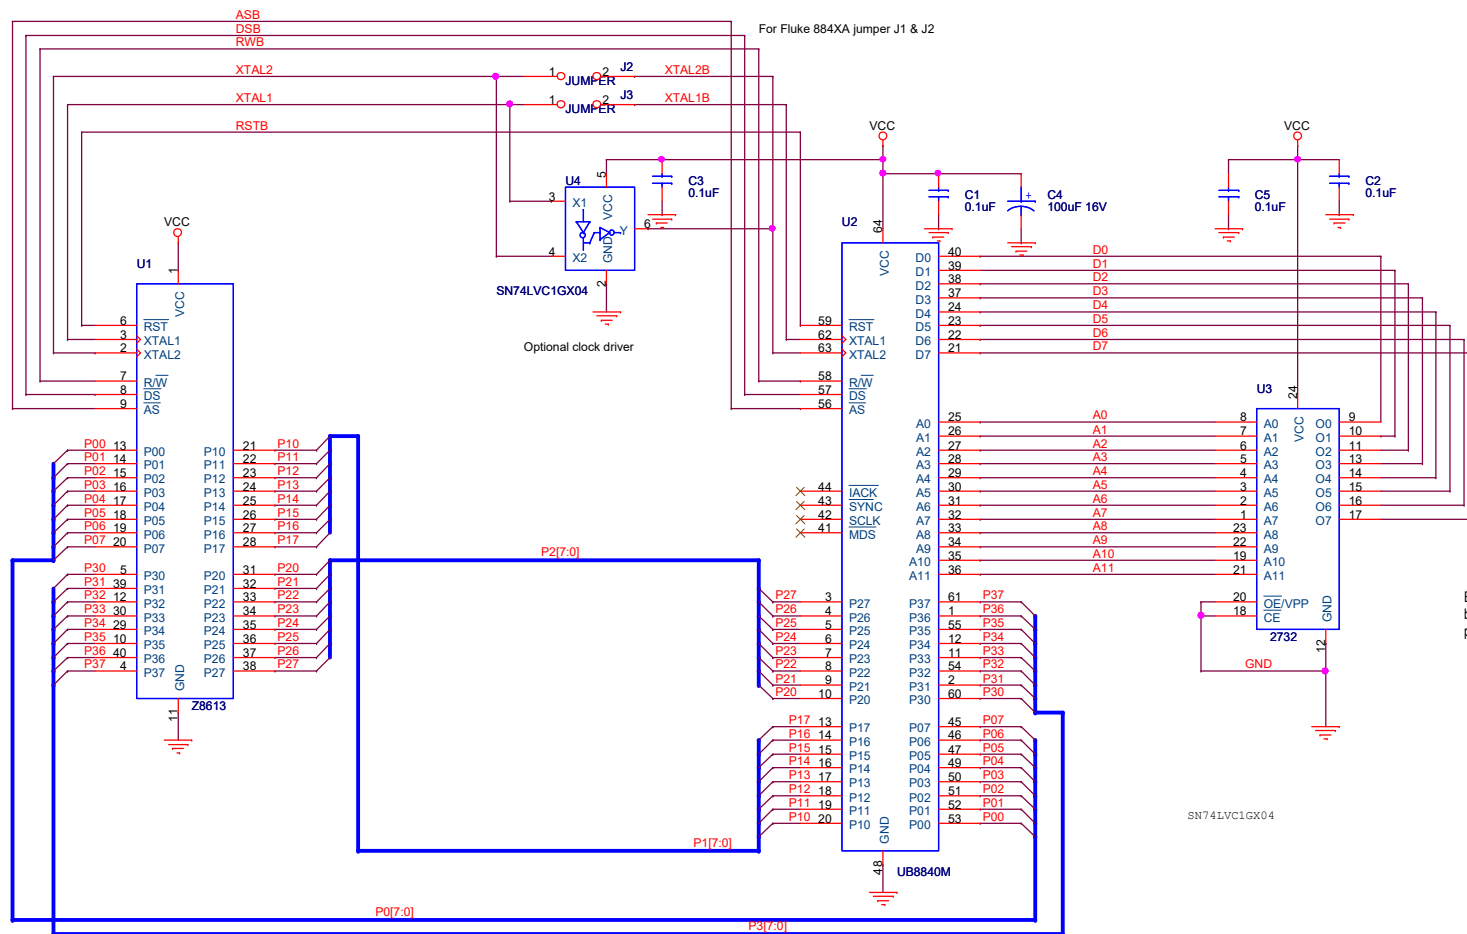 ASB
DSB
RWB
For Fluke 884XA jumper J1 & J2
XTAL2
1
2
J2
JUMPER
XTAL2B
XTAL1
1
2
J3
JUMPER
XTAL1B
RSTB
VCC
VCC
U4
5
C3
0.1uF
3
X1
VCC
Y
6
4
X2
GND
2
SN74LVC1GX04
Optional clock driver
C1
0.1uF
C4
100uF 16V
+
C5
0.1uF
C2
0.1uF
VCC
U1
1
VCC
6 RST
3 XTAL1
2 XTAL2
7 R/W
8 DS
9 AS
P00 13 P00
P01 14 P01
P02 15 P02
P03 16 P03
P04 17 P04
P05 18 P05
P06 19 P06
P07 20 P07
P30 5 P30
P31 39 P31
P32 12 P32
P33 30 P33
P34 29 P34
P35 10 P35
P36 40 P36
P37 4 P37
P10 21 P10
P11 22 P11
P12 23 P12
P13 24 P13
P14 25 P14
P15 26 P15
P16 27 P16
P17 28 P17
P20 31 P20
P21 32 P21
P22 33 P22
P23 34 P23
P24 35 P24
P25 36 P25
P26 37 P26
P27 38 P27
GND
11
Z8613
P2[7:0]
P1[7:0]
P0[7:0]
P3[7:0]
U2
64
VCC
59 RST
62 XTAL1
63 XTAL2
58 R/W
57 DS
56 AS
44 IACK
43 SYNC
42 SCLK
41 MDS
P27 3 P27
P26 4 P26
P25 5 P25
P24 6 P24
P23 7 P23
P22 8 P22
P21 9 P21
P20 10 P20
P17 13 P17
P16 14 P16
P15 15 P15
P14 16 P14
P13 17 P13
P12 18 P12
P11 19 P11
P10 20 P10
D0 40 D0
D1 39 D1
D2 38 D2
D3 37 D3
D4 24 D4
D5 23 D5
D6 22 D6
D7 21 D7
A0 25 A0
A1 26 A1
A2 27 A2
A3 28 A3
A4 29 A4
A5 30 A5
A6 31 A6
A7 32 A7
A8 33 A8
A9 34 A9
A10 35 A10
A11 36 A11
P37 61 P37
P36 1 P36
P35 55 P35
P34 12 P34
P33 11 P33
P32 54 P32
P31 2 P31
P30 60 P30
P07 45 P07
P06 46 P06
P05 47 P05
P04 49 P04
P03 50 P03
P02 51 P02
P01 52 P01
P00 53 P00
GND
48
UB8840M
U3
24
VCC
8 A0
7 A1
6 A2
5 A3
4 A4
3 A5
2 A6
1 A7
23 A8
22 A9
19 A10
21 A11
20 OE/VPP
18 CE
O0 9
O1 10
O2 11
O3 13
O4 14
O5 15
O6 16
O7 17
GND
12
2732
GND
SN74LVC1GX04